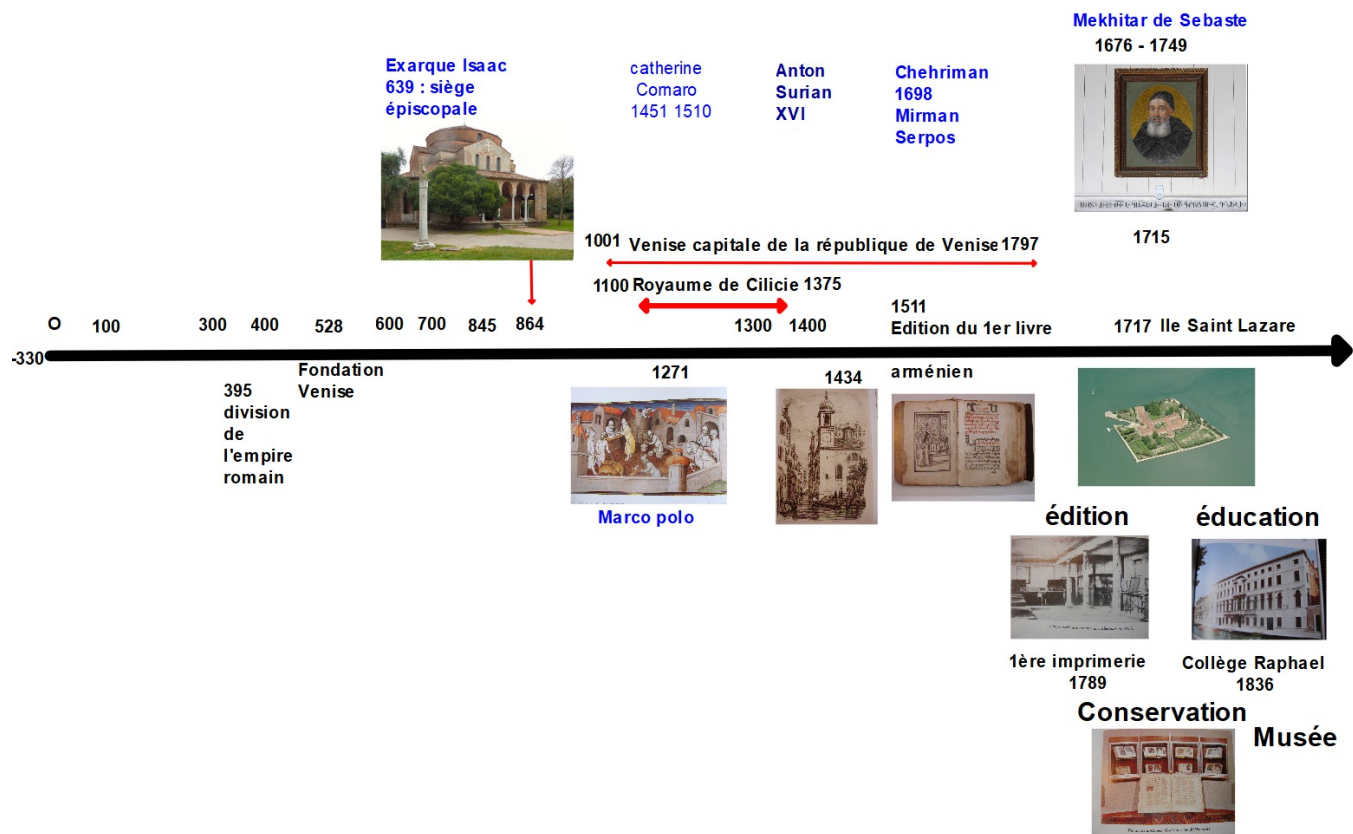 Mekhitar de Sebaste
1676 - 1749
Exarque Isaac
639 : siège
épiscopale
catherine
Cornaro
1451 1510
Anton
Surian
XVI
Chehriman
1698
Mirman
Serpos
1715
1001 Venise capitale de la république de Venise 1797
1100 Royaume de Cilicie 1375
1511
Edition du 1er livre
arménien
O 100 300 400 528 600 700 845 864 1300 1400
1717 Ile Saint Lazare
-330
Fondation
Venise
395
division
de
l'empire
romain
1271
Marco polo
1434
édition
éducation
1ère imprimerie
1789
Collège Raphael
1836
Conservation
Musée